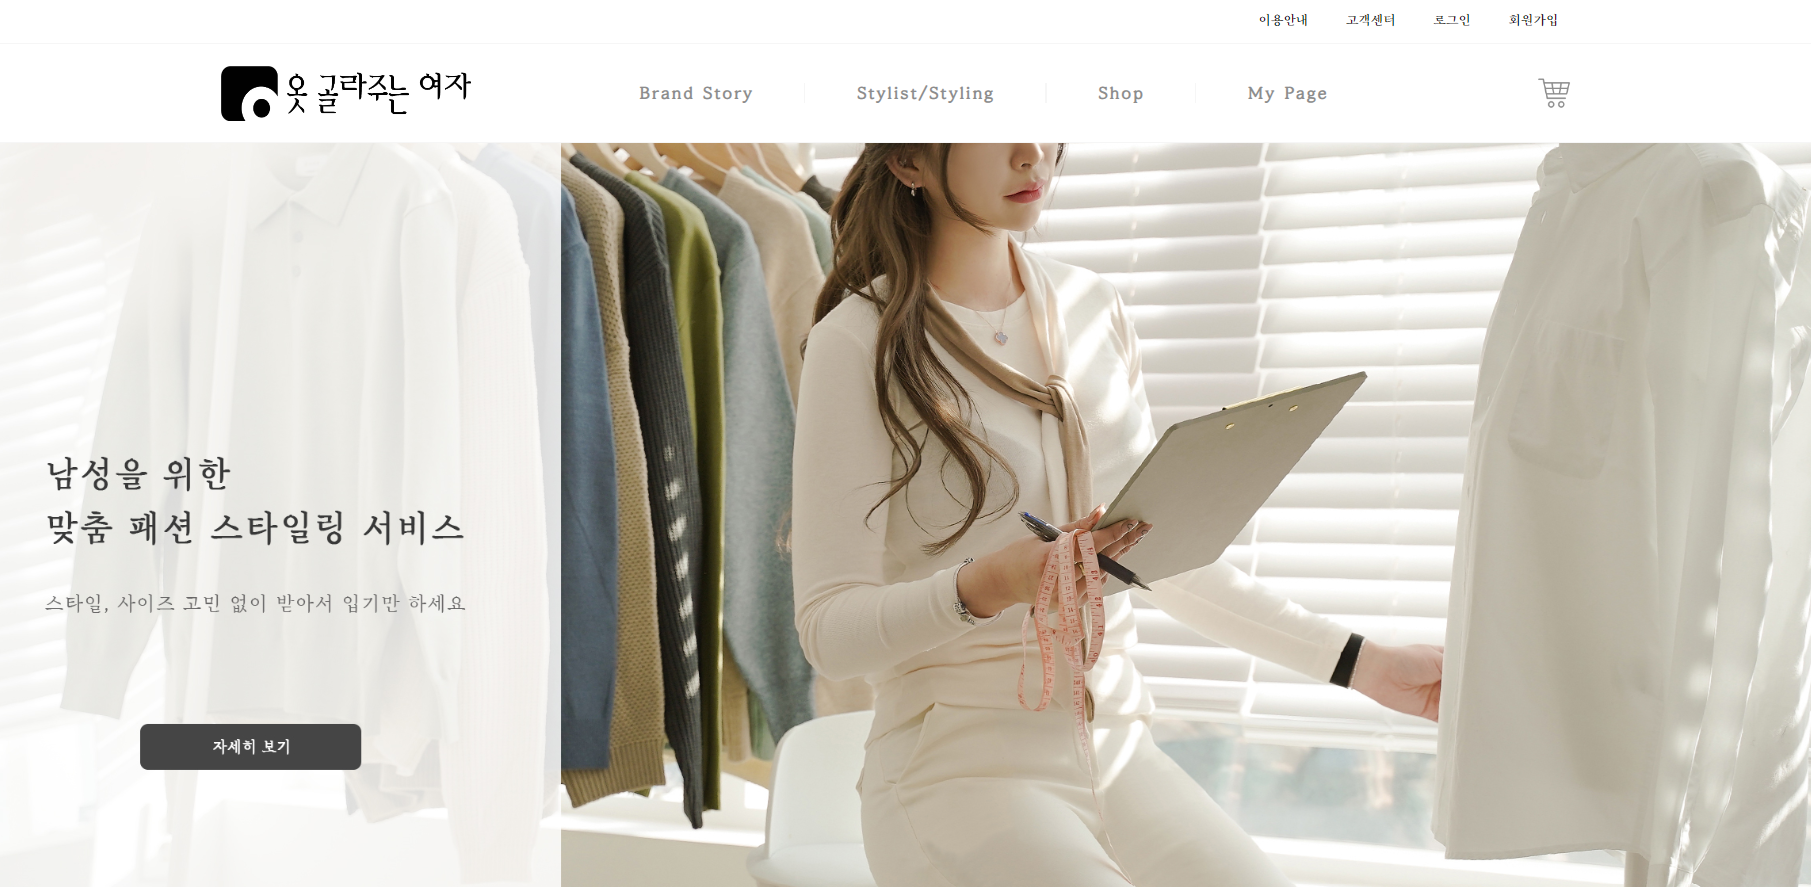 이용안내 고객센터 로그인 회원가입
옷 골라주는 여자
Brand Story Stylist/Styling Shop My Page
남성을 위한
맞춤 패션 스타일링 서비스
스타일, 사이즈 고민 없이 받아서 입기만 하세요
자세히 보기